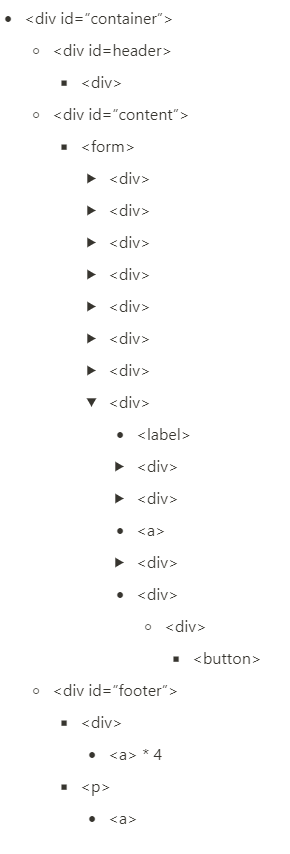 <div id="container">
<div id=header>
<div>
<div id="content">
<form>
<div>
<div>
<div>
<div>
<div>
<div>
<div>
<div>
<label>
<div>
<div>
<a>
<div>
<div>
<div>
<button>
<div id="footer">
<div>
<a> * 4
<p>
<a>